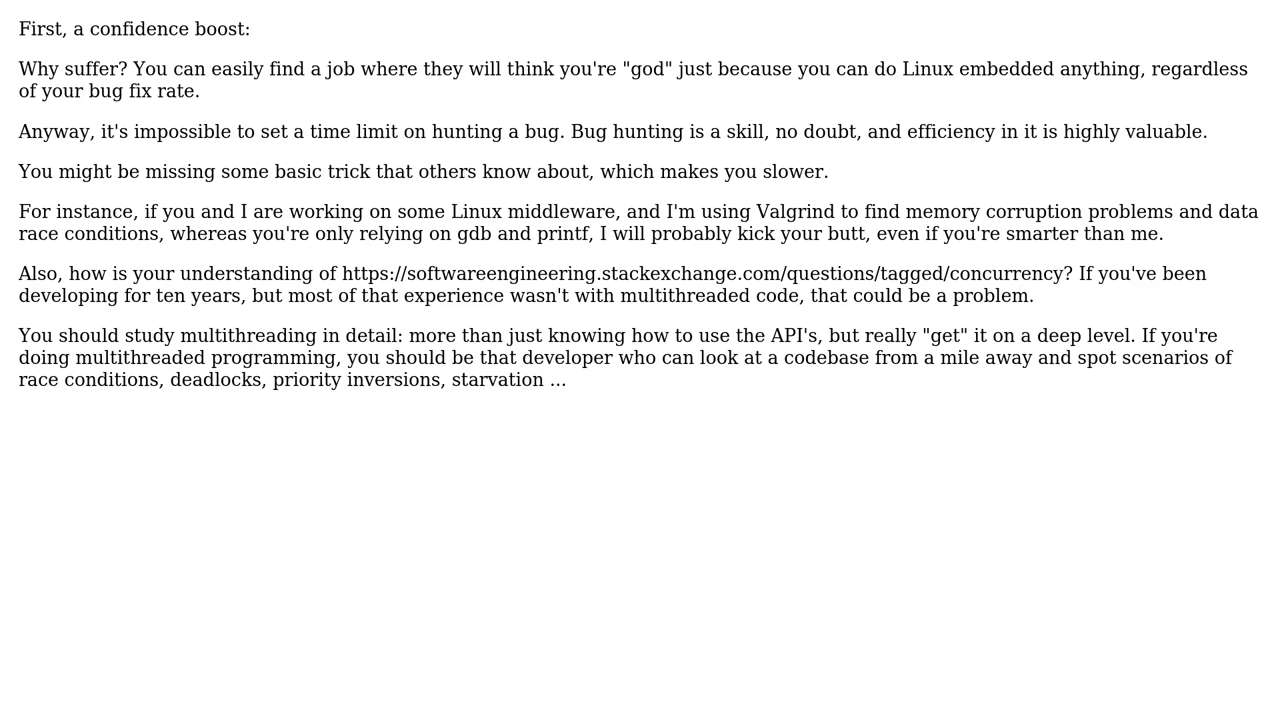 First, a confidence boost:
Why suffer? You can easily find a job where they will think you're "god" just because you can do Linux embedded anything, regardless
of your bug fix rate.
Anyway, it's impossible to set a time limit on hunting a bug. Bug hunting is a skill, no doubt, and efficiency in it is highly valuable.
You might be missing some basic trick that others know about, which makes you slower.
For instance, if you and I are working on some Linux middleware, and I'm using Valgrind to find memory corruption problems and data
race conditions, whereas you're only relying on gdb and printf, I will probably kick your butt, even if you're smarter than me.
Also, how is your understanding of https://softwareengineering.stackexchange.com/questions/tagged/concurrency? If you've been
developing for ten years, but most of that experience wasn't with multithreaded code, that could be a problem.
You should study multithreading in detail: more than just knowing how to use the API's, but really "get" it on a deep level. If you're
doing multithreaded programming, you should be that developer who can look at a codebase from a mile away and spot scenarios of
race conditions, deadlocks, priority inversions, starvation ...